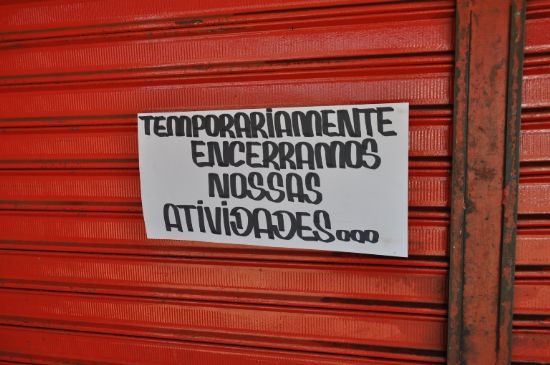 TEMPORARIAMENTE
ENCERRAMOS
NOSSAS
ATIVIDADES...